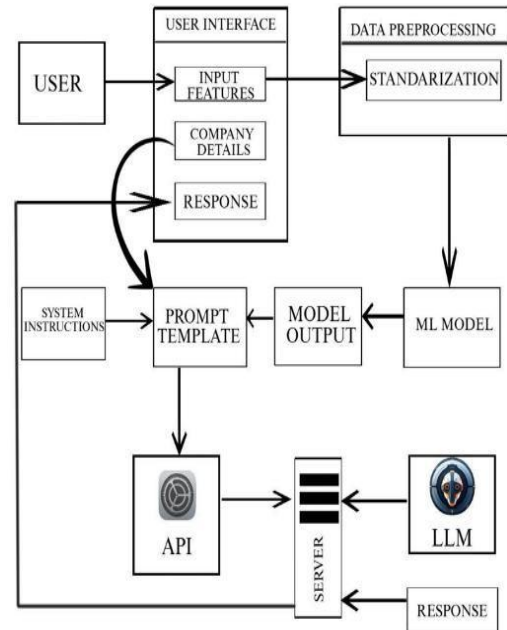 USER INTERFACE
DATA PREPROCESSING
USER
INPUT
FEATURES
STANDARIZATION
COMPANY
DETAILS
RESPONSE
SYSTEM
INSTRUCTIONS
PROMPT
TEMPLATE
MODEL
OUTPUT
ML MODEL
API
SERVER
LLM
RESPONSE